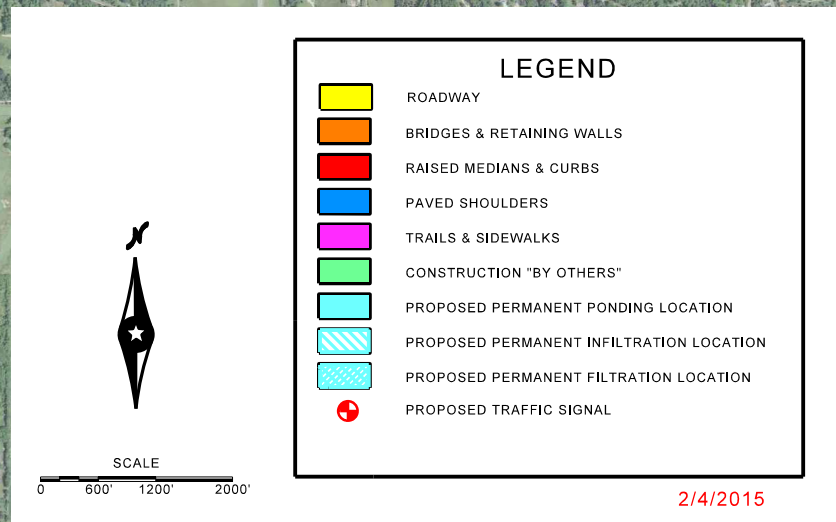 LEGEND
ROADWAY
BRIDGES & RETAINING WALLS
RAISED MEDIANS & CURBS
PAVED SHOULDERS
TRAILS & SIDEWALKS
CONSTRUCTION "BY OTHERS"
PROPOSED PERMANENT PONDING LOCATION
PROPOSED PERMANENT INFILTRATION LOCATION
PROPOSED PERMANENT FILTRATION LOCATION
PROPOSED TRAFFIC SIGNAL
N
SCALE
0 600' 1200' 2000'
2/4/2015